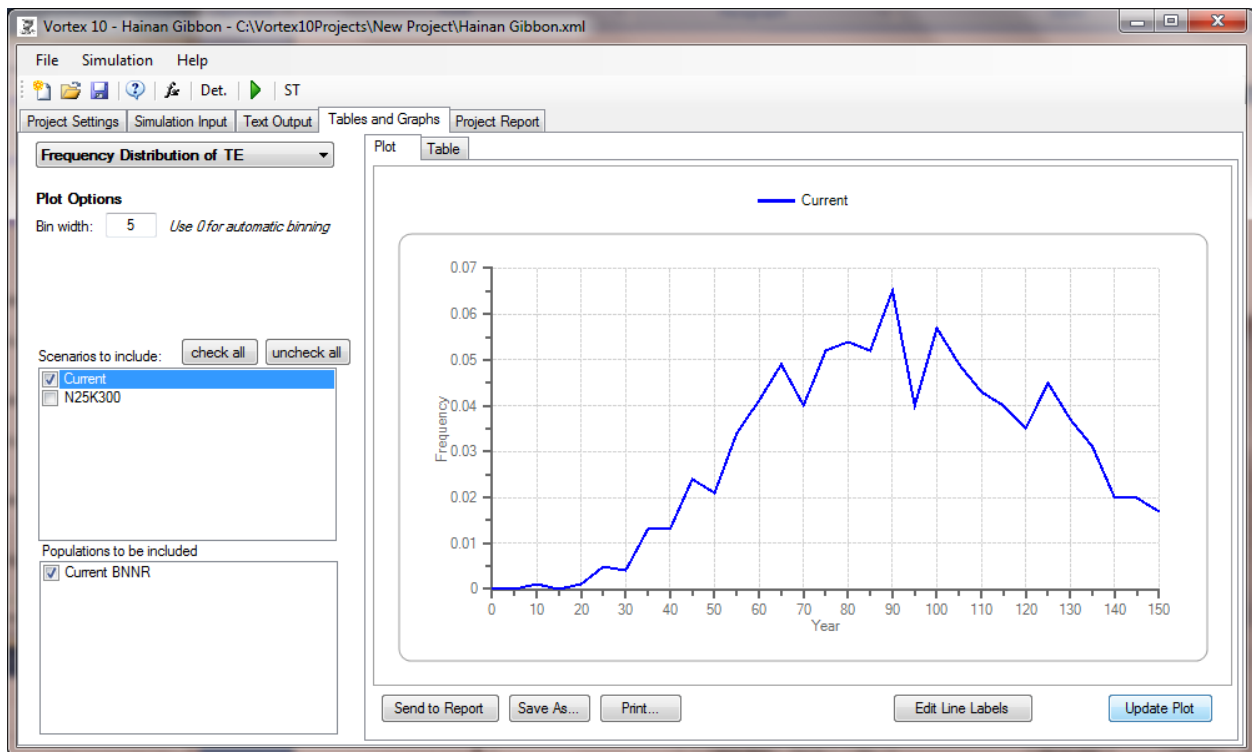 Vortex 10 - Hainan Gibbon - C:\Vortex10Projects\New Project\Hainan Gibbon.xml
File Simulation Help
Det. ST
Project Settings Simulation Input Text Output Tables and Graphs Project Report
Frequency Distribution of TE
Plot Options
Bin width: 5 Use 0 for automatic binning
Scenarios to include: check all uncheck all
Current
N25K300
Populations to be included
Current BNNR
Plot Table
Current
0.07
0.06
0.05
0.04
0.03
0.02
0.01
0
Frequency
0 10 20 30 40 50 60 70 80 90 100 110 120 130 140 150
Year
Send to Report Save As... Print... Edit Line Labels Update Plot